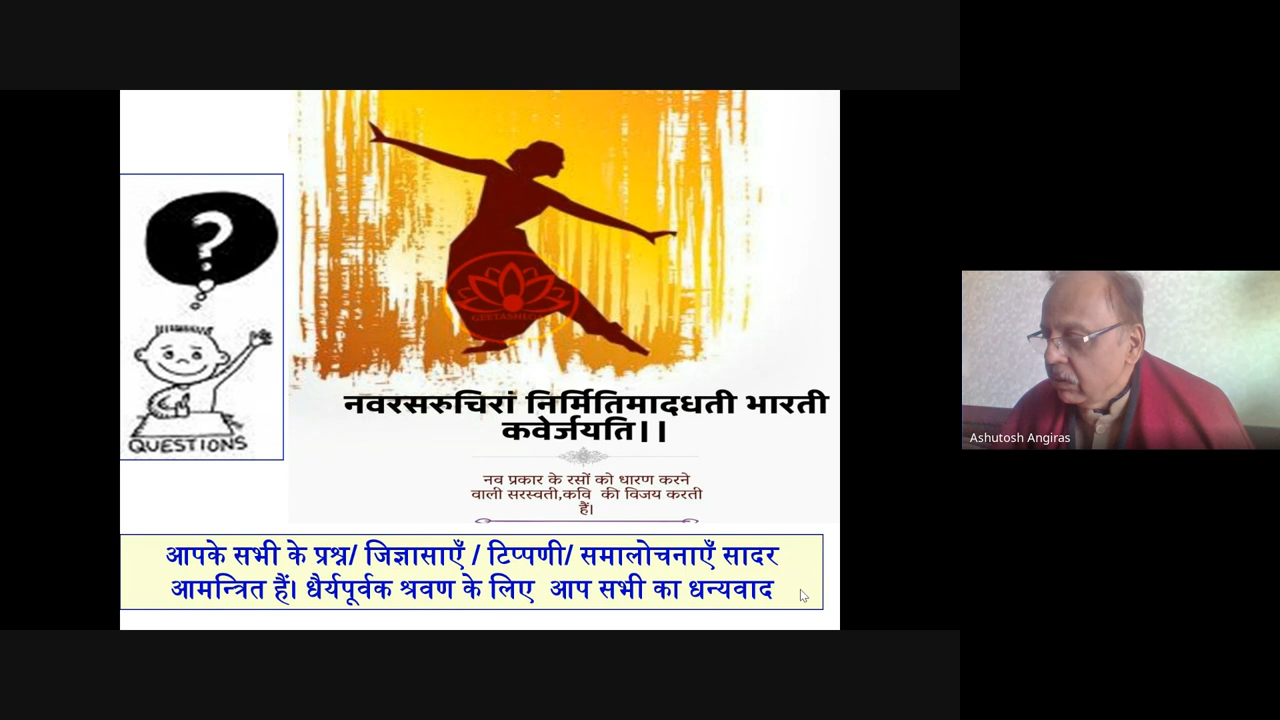 QUESTIONS
GEETASHLOK
नवरसरुचिरां निर्मितिमादधती भारती
कवेर्जयति।।
नव प्रकार के रसों को धारण करने
वाली सरस्वती,कवि की विजय करती
हैं।
आपके सभी के प्रश्न/ जिज्ञासाएँ / टिप्पणी/ समालोचनाएँ सादर
आमन्त्रित हैं। धैर्यपूर्वक श्रवण के लिए आप सभी का धन्यवाद
Ashutosh Angiras